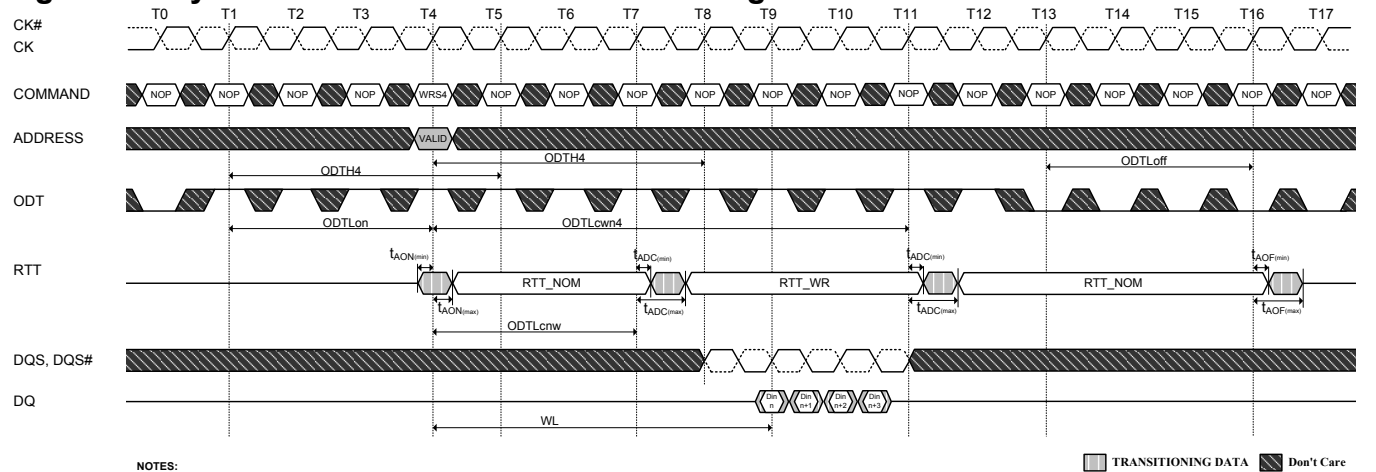 T0 T1 T2 T3 T4 T5 T6 T7 T8 T9 T10 T11 T12 T13 T14 T15 T16 T17
CK#
CK
COMMAND NOP NOP NOP NOP WRS4 NOP NOP NOP NOP NOP NOP NOP NOP NOP NOP NOP NOP NOP
ADDRESS VALID
ODTH4 ODTLoff
ODTH4
ODT
ODTLon ODTLcwn4
tAON(min) tADC(min) tADC(min) tAOF(min)
RTT RTT_NOM RTT_WR RTT_NOM
tAON(max) tADC(max) tADC(max) tAOF(max)
ODTLcnw
DQS, DQS#
DQ Din n Din n+1 Din n+2 Din n+3
WL
NOTES:
TRANSITIONING DATA Don't Care